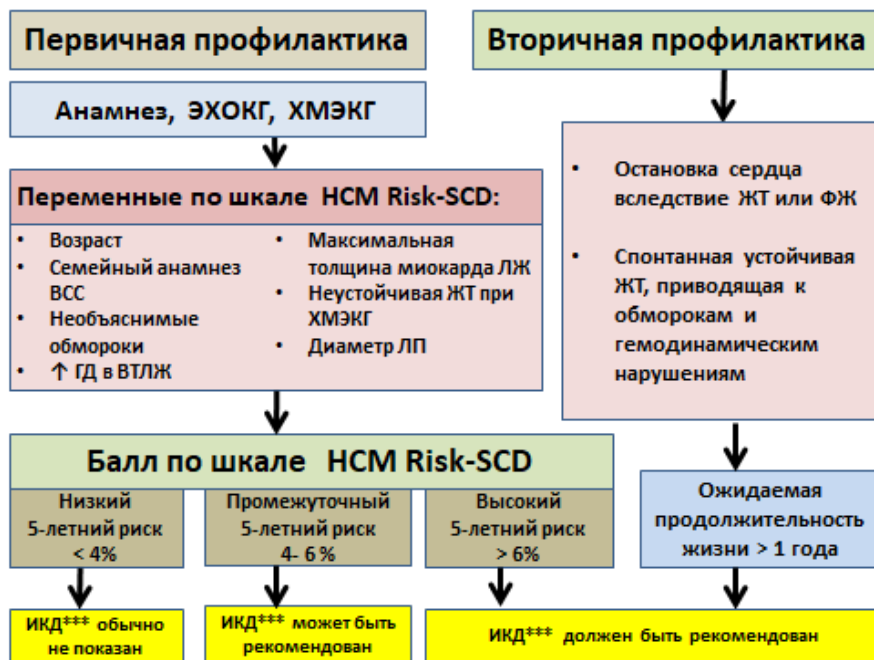 Первичная профилактика
Вторичная профилактика
Анамнез, ЭХОКГ, ХМЭКГ
Переменные по шкале HCM Risk-SCD:
• Возраст
• Семейный анамнез
ВСС
• Необъяснимые
обмороки
• ↑ ГД в ВТЛЖ
• Максимальная
толщина миокарда ЛЖ
• Неустойчивая ЖТ при
ХМЭКГ
• Диаметр ЛП
• Остановка сердца
вследствие ЖТ или ФЖ
• Спонтанная устойчивая
ЖТ, приводящая к
обморокам и
гемодинамическим
нарушениям
Балл по шкале HCM Risk-SCD
Низкий
5-летний риск
< 4%
Промежуточный
5-летний риск
4- 6 %
Высокий
5-летний риск
> 6%
Ожидаемая
продолжительность
жизни > 1 года
ИКД*** обычно
не показан
ИКД*** может быть
рекомендован
ИКД*** должен быть рекомендован